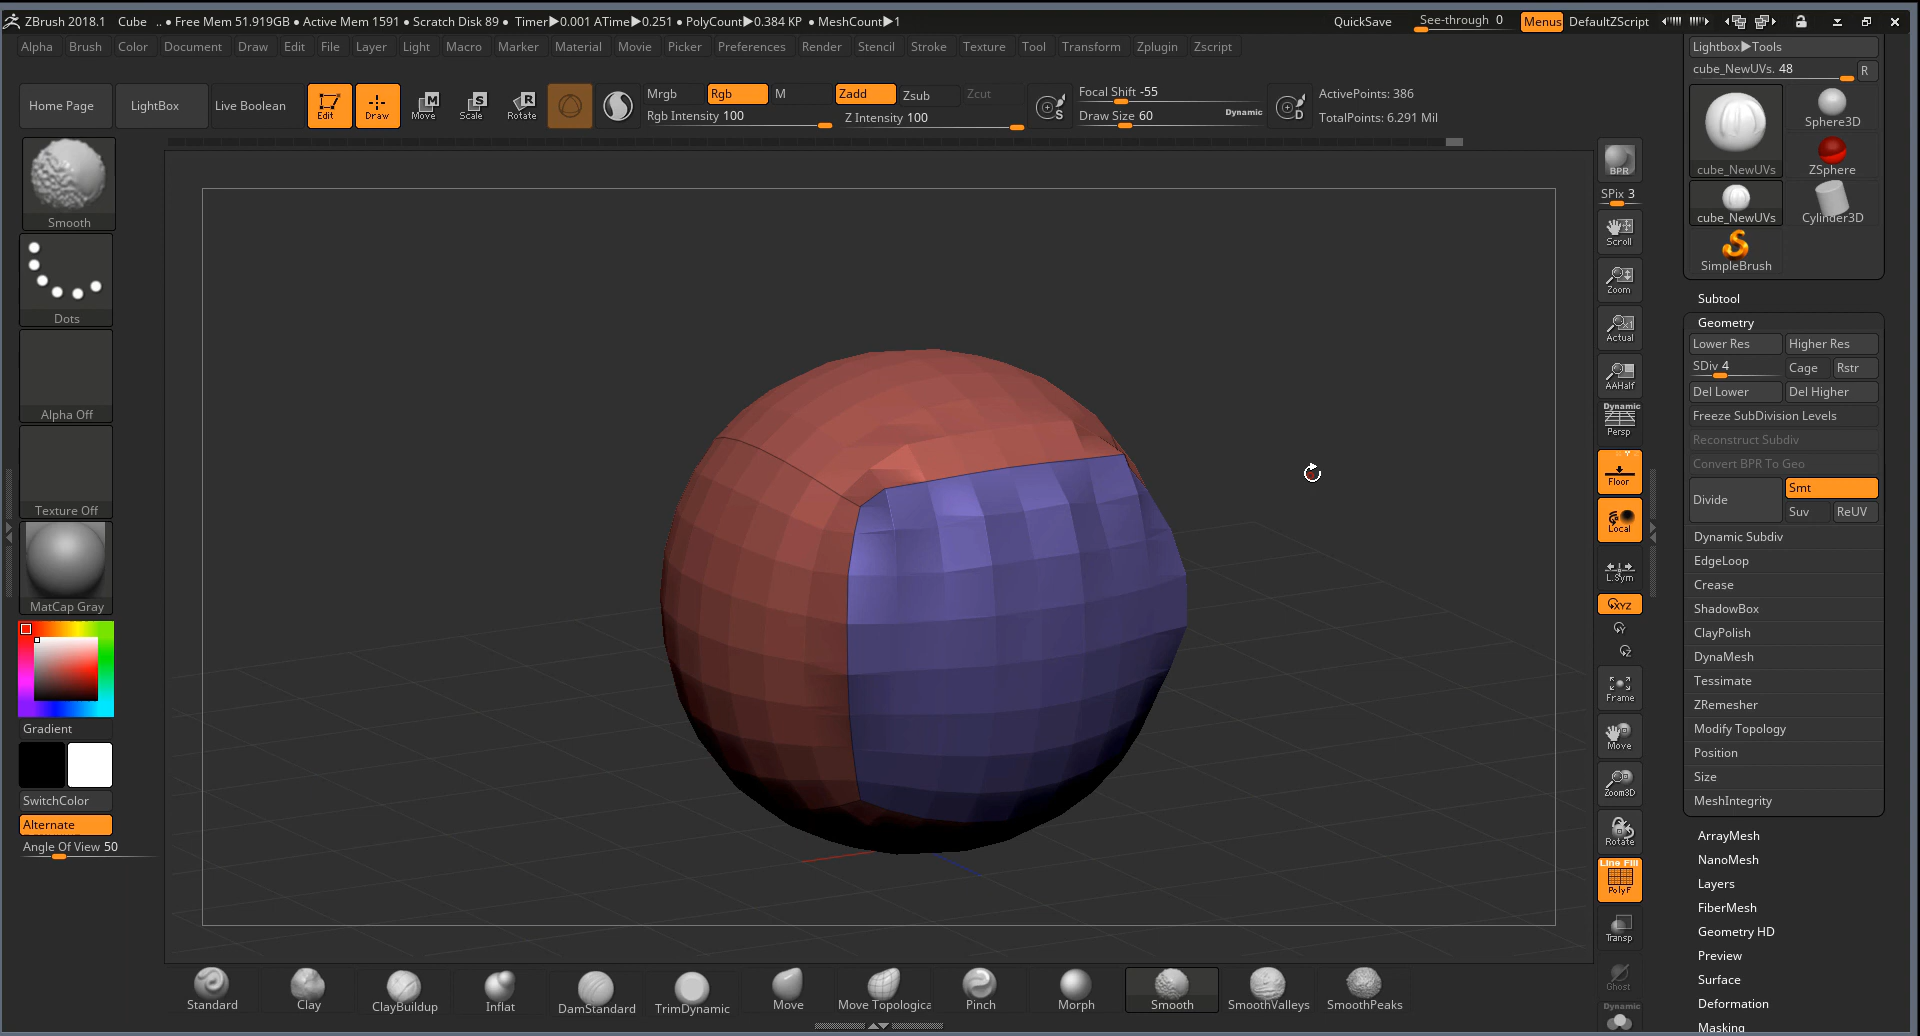 ZBrush 2018.1 Cube .. • Free Mem 51.919GB • Active Mem 1591 • Scratch Disk 89 • Timer▶0.001 ATime▶0.251 • PolyCount▶0.384 KP • MeshCount▶1 QuickSave See-through 0 Menus DefaultZScript
Alpha Brush Color Document Draw Edit File Layer Light Macro Marker Material Movie Picker Preferences Render Stencil Stroke Texture Tool Transform Zplugin Zscript
Home Page
LightBox
Live Boolean
Edit
Draw
Move
M
Scale
S
Rotate
R
Mrgb Rgb M
Rgb Intensity 100
Zadd Zsub Zcut
Z Intensity 100
S
Focal Shift -55
Draw Size 60
Dynamic
D
ActivePoints: 386
TotalPoints: 6.291 Mil
Smooth
Dots
Alpha Off
Texture Off
MatCap Gray
Gradient
SwitchColor
Alternate
Angle Of View 50
BPR
SPix 3
Scroll
Zoom
Actual
AAHalf
Dynamic
Persp
Floor
Local
L.Sym
XYZ
Y
Z
Frame
Move
Zoom3D
Rotate
Line Fill
PolyF
Transp
Ghost
Dynamic
Lightbox▶Tools
cube_NewUVs. 48 R
cube_NewUVs
Sphere3D
ZSphere
cube_NewUVs
Cylinder3D
SimpleBrush
Subtool
Geometry
Lower Res Higher Res
SDiv 4 Cage Rstr
Del Lower Del Higher
Freeze SubDivision Levels
Reconstruct Subdiv
Convert BPR To Geo
Divide
Smt
Suv ReUV
Dynamic Subdiv
EdgeLoop
Crease
ShadowBox
ClayPolish
DynaMesh
Tessimate
ZRemesher
Modify Topology
Position
Size
MeshIntegrity
ArrayMesh
NanoMesh
Layers
FiberMesh
Geometry HD
Preview
Surface
Deformation
Masking
Standard Clay ClayBuildup Inflat DamStandard TrimDynamic Move Move Topologica Pinch Morph Smooth SmoothValleys SmoothPeaks